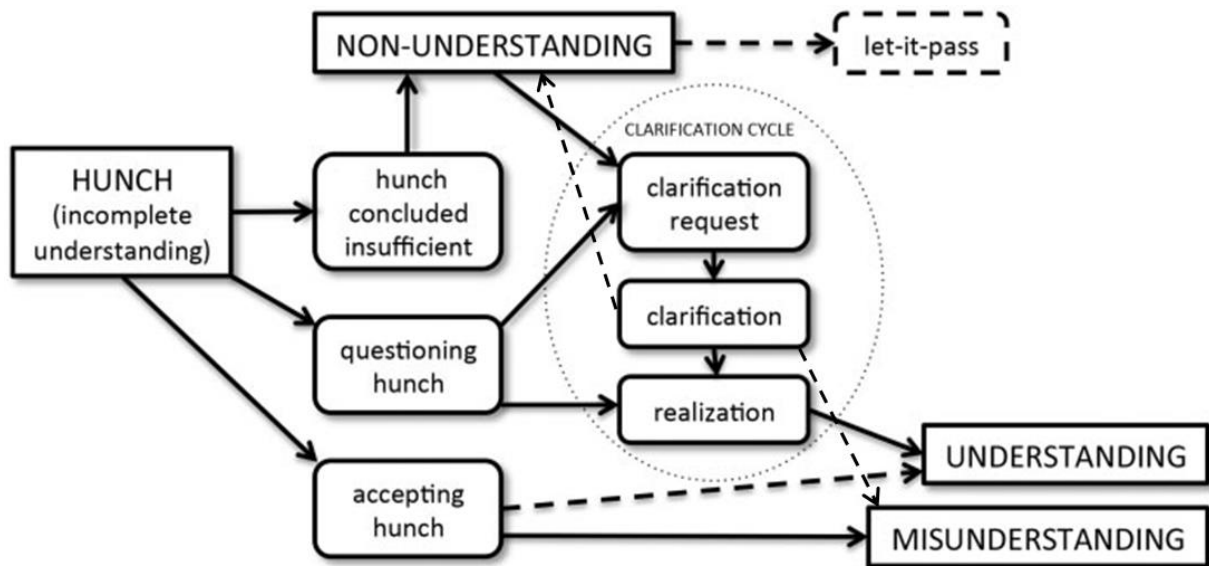 NON-UNDERSTANDING
let-it-pass
CLARIFICATION CYCLE
HUNCH
(incomplete
understanding)
hunch
concluded
insufficient
clarification
request
clarification
questioning
hunch
realization
UNDERSTANDING
accepting
hunch
MISUNDERSTANDING